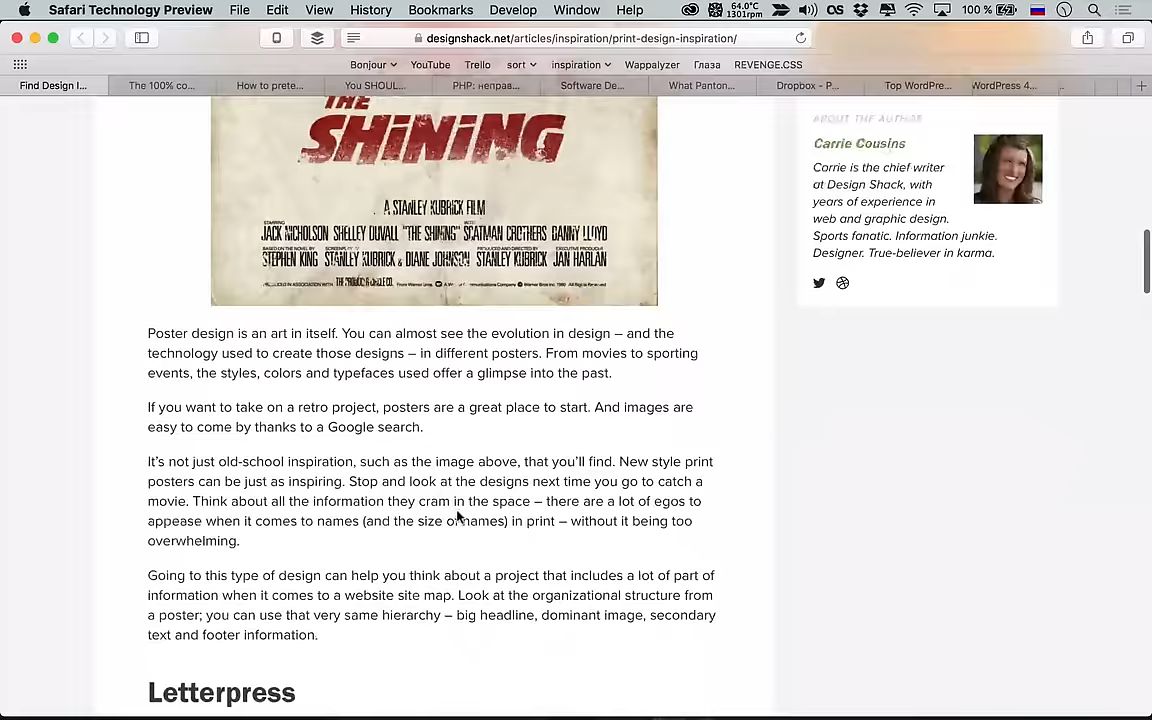 Safari Technology Preview File Edit View History Bookmarks Develop Window Help 64.0°C 1301rpm 100 %
designshack.net/articles/inspiration/print-design-inspiration/
Bonjour YouTube Trello sort inspiration Wappalyzer Глаза REVENGE.CSS
Find Design I... The 100% co... How to prete... You SHOUL... PHP: неправ... Software De... What Panton... Dropbox - P... Top WordPre... WordPress 4...
THE
SHiNiNG
A STANLEY KUBRICK FILM
STARRING
JACK NICHOLSON SHELLEY DUVALL "THE SHINING" SCATMAN CROTHERS DANNY LLOYD
BASED ON THE NOVEL BY PRODUCED AND DIRECTED BY EXECUTIVE PRODUCER
STEPHEN KING STANLEY KUBRICK & DIANE JOHNSON STANLEY KUBRICK JAN HARLAN
ABOUT THE AUTHOR
Carrie Cousins
Carrie is the chief writer
at Design Shack, with
years of experience in
web and graphic design.
Sports fanatic. Information junkie.
Designer. True-believer in karma.
Poster design is an art in itself. You can almost see the evolution in design – and the
technology used to create those designs – in different posters. From movies to sporting
events, the styles, colors and typefaces used offer a glimpse into the past.
If you want to take on a retro project, posters are a great place to start. And images are
easy to come by thanks to a Google search.
It's not just old-school inspiration, such as the image above, that you'll find. New style print
posters can be just as inspiring. Stop and look at the designs next time you go to catch a
movie. Think about all the information they cram in the space – there are a lot of egos to
appease when it comes to names (and the size of names) in print – without it being too
overwhelming.
Going to this type of design can help you think about a project that includes a lot of part of
information when it comes to a website site map. Look at the organizational structure from
a poster; you can use that very same hierarchy – big headline, dominant image, secondary
text and footer information.
Letterpress